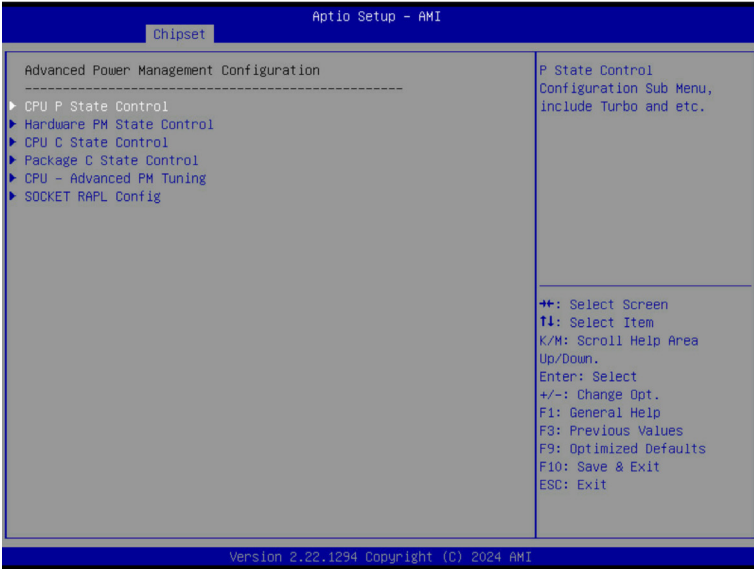 Aptio Setup – AMI
Chipset
Advanced Power Management Configuration
--------------------------------------------------
▶ CPU P State Control
▶ Hardware PM State Control
▶ CPU C State Control
▶ Package C State Control
▶ CPU – Advanced PM Tuning
▶ SOCKET RAPL Config
P State Control
Configuration Sub Menu,
include Turbo and etc.
→←: Select Screen
↑↓: Select Item
K/M: Scroll Help Area
Up/Down.
Enter: Select
+/-: Change Opt.
F1: General Help
F3: Previous Values
F9: Optimized Defaults
F10: Save & Exit
ESC: Exit
Version 2.22.1294 Copyright (C) 2024 AMI